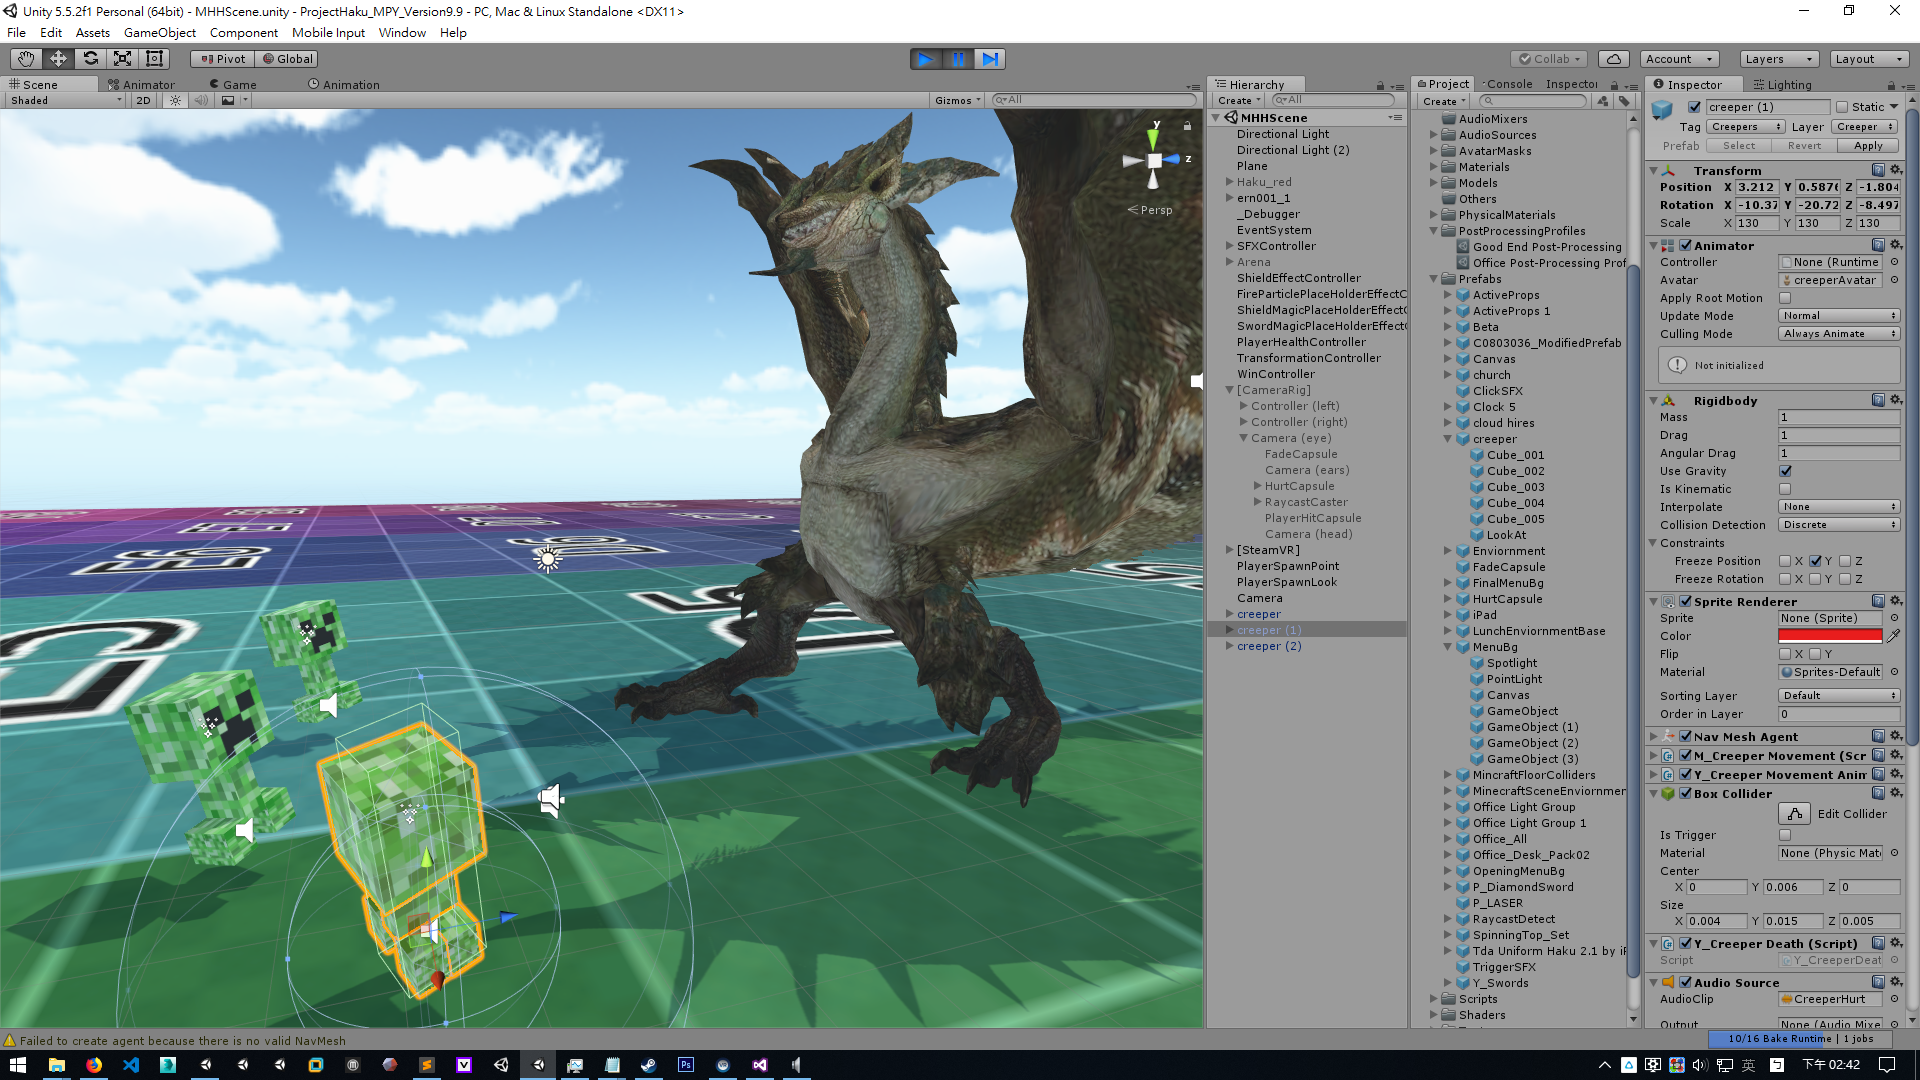 Unity 5.5.2f1 Personal (64bit) - MHHScene.unity - ProjectHaku_MPY_Version9.9 - PC, Mac & Linux Standalone <DX11>
File Edit Assets GameObject Component Mobile Input Window Help
Pivot Global Collab Account Layers Layout
Scene Animator Game Animation
Shaded 2D Gizmos All
y
z
Persp
Hierarchy
Create All
MHHScene
Directional Light
Directional Light (2)
Plane
Haku_red
ern001_1
_Debugger
EventSystem
SFXController
Arena
ShieldEffectController
FireParticlePlaceHolderEffectC
ShieldMagicPlaceHolderEffect
SwordMagicPlaceHolderEffect
PlayerHealthController
TransformationController
WinController
[CameraRig]
Controller (left)
Controller (right)
Camera (eye)
FadeCapsule
Camera (ears)
HurtCapsule
RaycastCaster
PlayerHitCapsule
Camera (head)
[SteamVR]
PlayerSpawnPoint
PlayerSpawnLook
Camera
creeper
creeper (1)
creeper (2)
Project Console Inspector
Create
AudioMixers
AudioSources
AvatarMasks
Materials
Models
Others
PhysicalMaterials
PostProcessingProfiles
Good End Post-Processing
Office Post-Processing Prof
Prefabs
ActiveProps
ActiveProps 1
Beta
C0803036_ModifiedPrefab
Canvas
church
ClickSFX
Clock 5
cloud hires
creeper
Cube_001
Cube_002
Cube_003
Cube_004
Cube_005
LookAt
Enviornment
FadeCapsule
FinalMenuBg
HurtCapsule
iPad
LunchEnviornmentBase
MenuBg
Spotlight
PointLight
Canvas
GameObject
GameObject (1)
GameObject (2)
GameObject (3)
MincraftFloorColliders
MinecraftSceneEnviornmer
Office Light Group
Office Light Group 1
Office_All
Office_Desk_Pack02
OpeningMenuBg
P_DiamondSword
P_LASER
RaycastDetect
SpinningTop_Set
Tda Uniform Haku 2.1 by iF
TriggerSFX
Y_Swords
Scripts
Shaders
Inspector Lighting
creeper (1) Static
Tag Creepers Layer Creeper
Prefab Select Revert Apply
Transform
Position X 3.212 Y 0.5876 Z -1.804
Rotation X -10.37 Y -20.72 Z -8.497
Scale X 130 Y 130 Z 130
Animator
Controller None (Runtime
Avatar creeperAvatar
Apply Root Motion
Update Mode Normal
Culling Mode Always Animate
Not initialized
Rigidbody
Mass 1
Drag 1
Angular Drag 1
Use Gravity
Is Kinematic
Interpolate None
Collision Detection Discrete
Constraints
Freeze Position X Y Z
Freeze Rotation X Y Z
Sprite Renderer
Sprite None (Sprite)
Color
Flip X Y
Material Sprites-Default
Sorting Layer Default
Order in Layer 0
Nav Mesh Agent
M_Creeper Movement (Scr
Y_Creeper Movement Anin
Box Collider
Edit Collider
Is Trigger
Material None (Physic Mat
Center
X 0 Y 0.006 Z 0
Size
X 0.004 Y 0.015 Z 0.005
Y_Creeper Death (Script)
Script Y_CreeperDeat
Audio Source
AudioClip CreeperHurt
Output None (Audio Mixe
Failed to create agent because there is no valid NavMesh
10/16 Bake Runtime | 1 jobs
英
下午 02:42